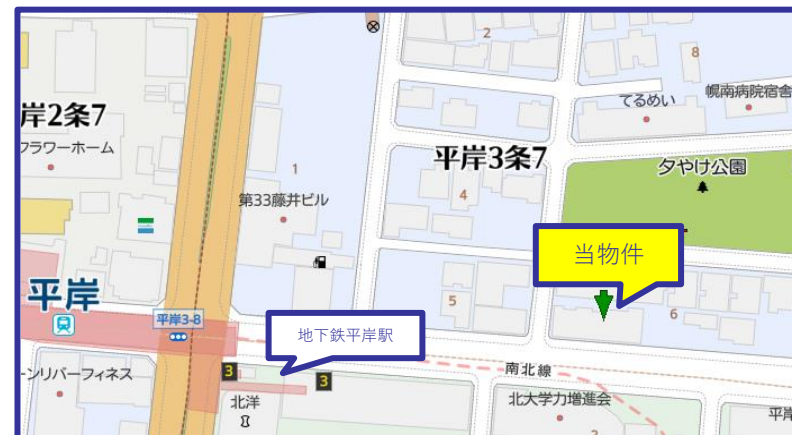 2
8
てるめい
幌南病院宿舎
岸2条7
フラワーホーム
平岸3条7
夕やけ公園
1
4
第33藤井ビル
当物件
平岸
平岸3-8
地下鉄平岸駅
5
6
3
3
南北線
ーンリバーフィネス
北洋
北大学力増進会
2
平岸